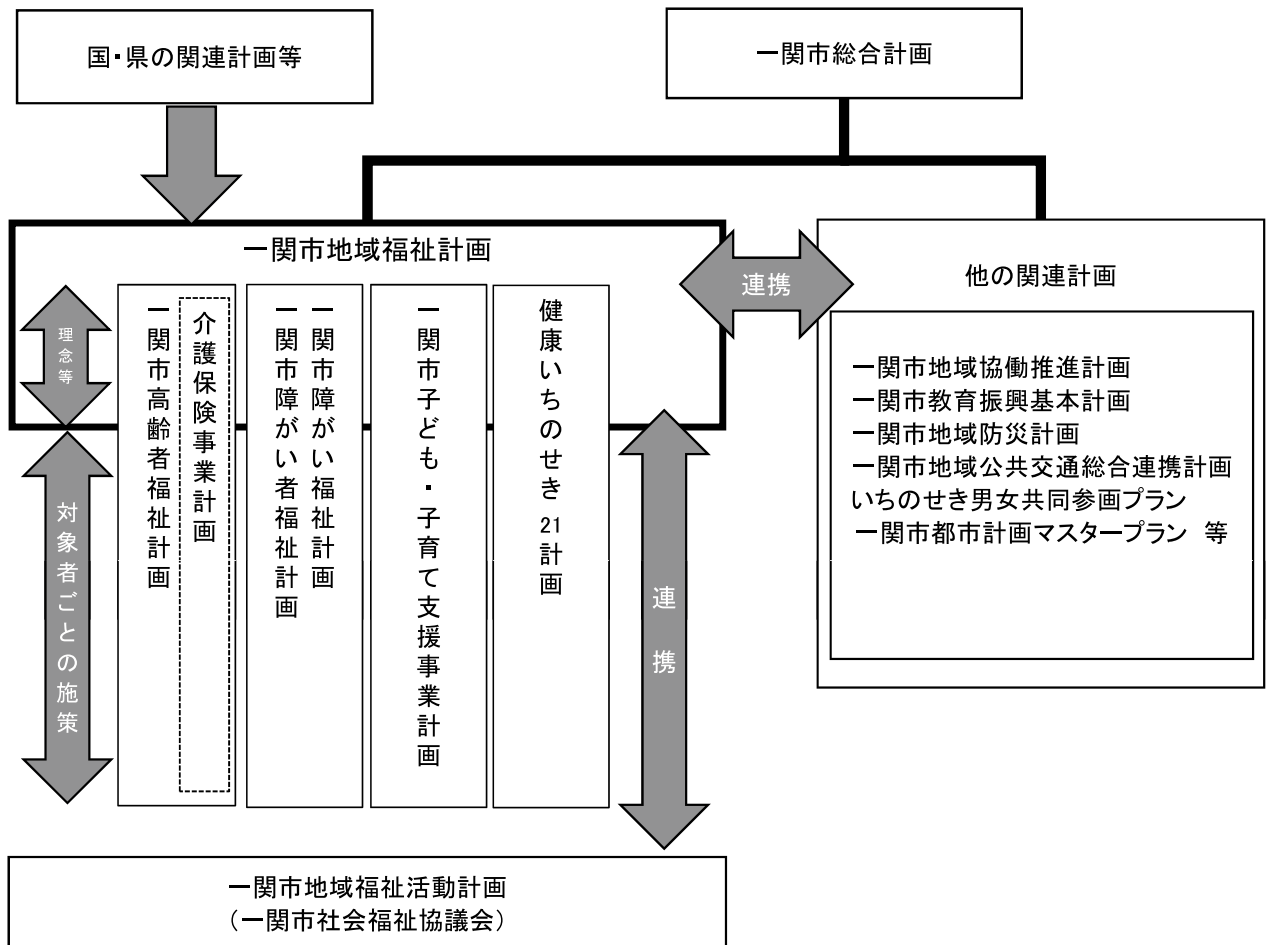 国・県の関連計画等
一関市総合計画
一関市地域福祉計画
連携
他の関連計画
理念等
対象者ごとの施策
一関市高齢者福祉計画
介護保険事業計画
一関市障がい福祉計画
一関市障がい者福祉計画
一関市子ども・子育て支援事業計画
健康いちのせき21計画
連携
一関市地域協働推進計画
一関市教育振興基本計画
一関市地域防災計画
一関市地域公共交通総合連携計画
いちのせき男女共同参画プラン
一関市都市計画マスタープラン 等
一関市地域福祉活動計画
(一関市社会福祉協議会)